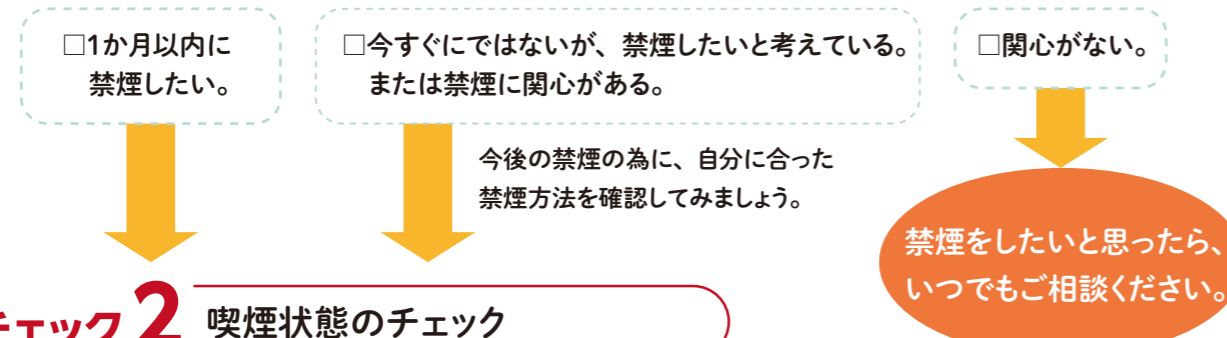 □1か月以内に
禁煙したい。
□今すぐにではないが、禁煙したいと考えている。
または禁煙に関心がある。
□関心がない。
今後の禁煙の為に、自分に合った
禁煙方法を確認してみましょう。
禁煙をしたいと思ったら、
いつでもご相談ください。
チェック2 喫煙状態のチェック